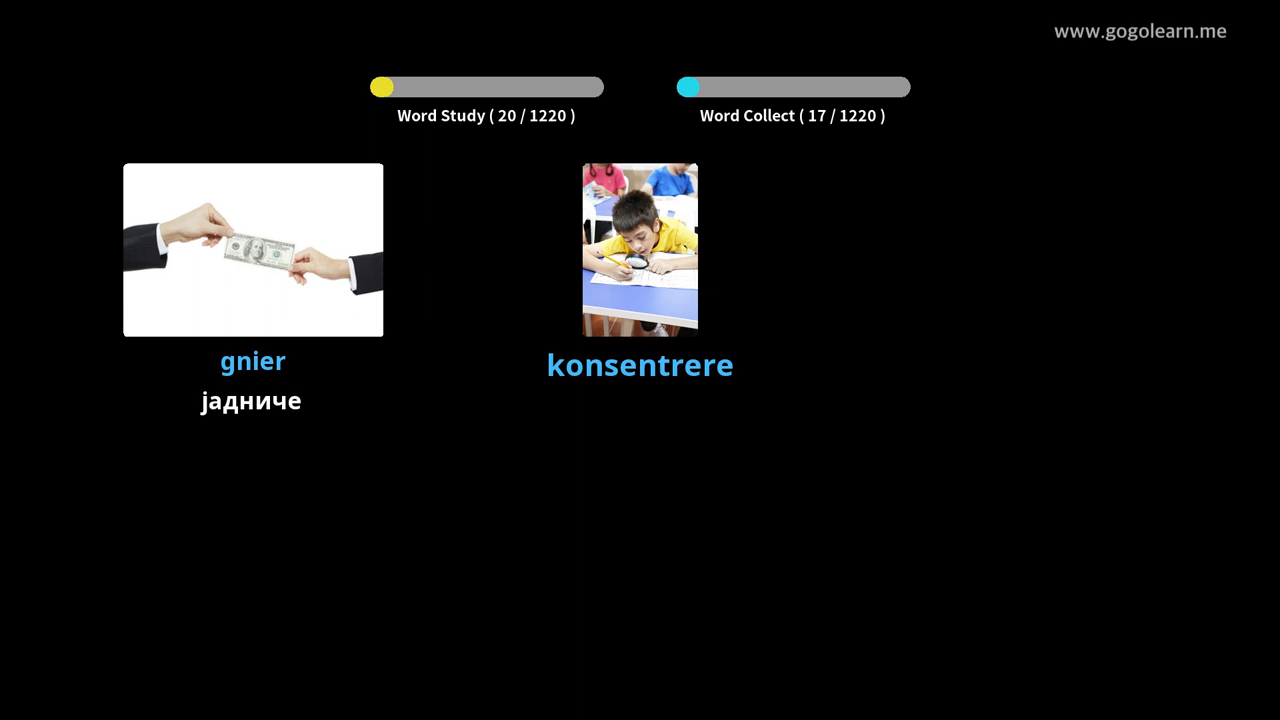 www.gogolearn.me
Word Study ( 20 / 1220 )
Word Collect ( 17 / 1220 )
gnier
јадниче
konsentrere